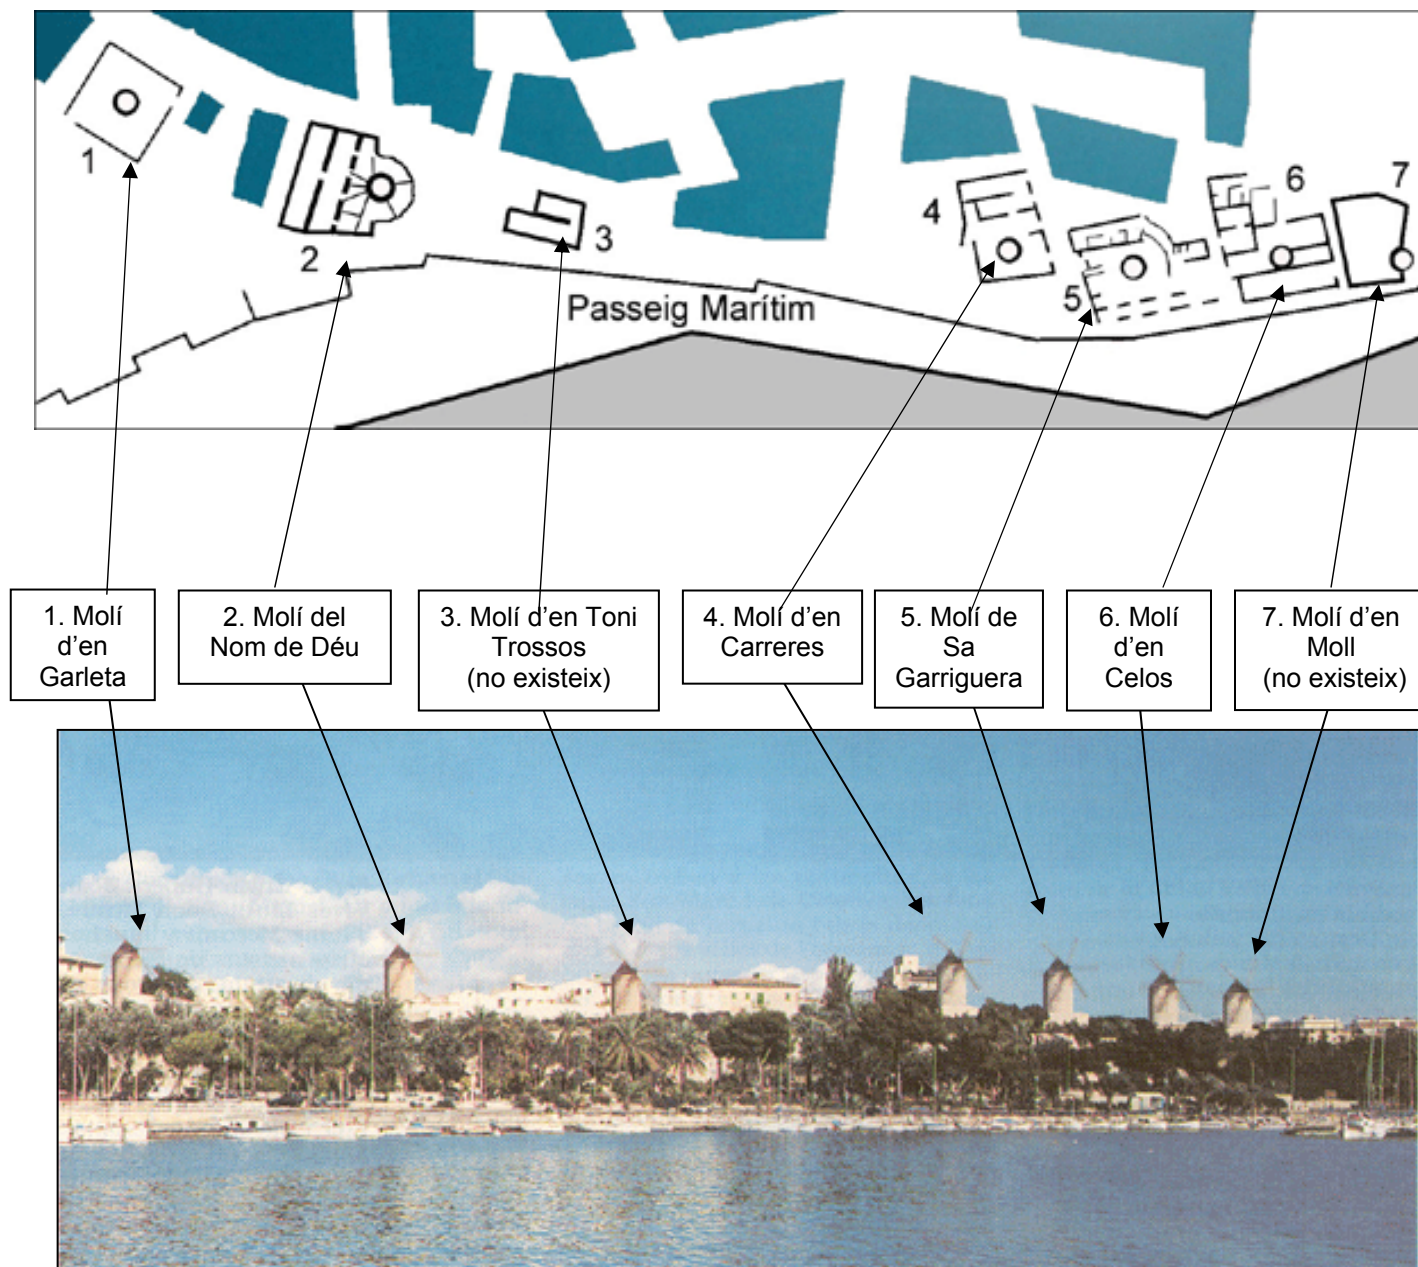 1
2
3
4
5
6
7
Passeig Marítim
1. Molí
d'en
Garleta
2. Molí del
Nom de Déu
3. Molí d'en Toni
Trossos
(no existeix)
4. Molí d'en
Carreres
5. Molí de
Sa
Garriguera
6. Molí
d'en
Celos
7. Molí d'en
Moll
(no existeix)